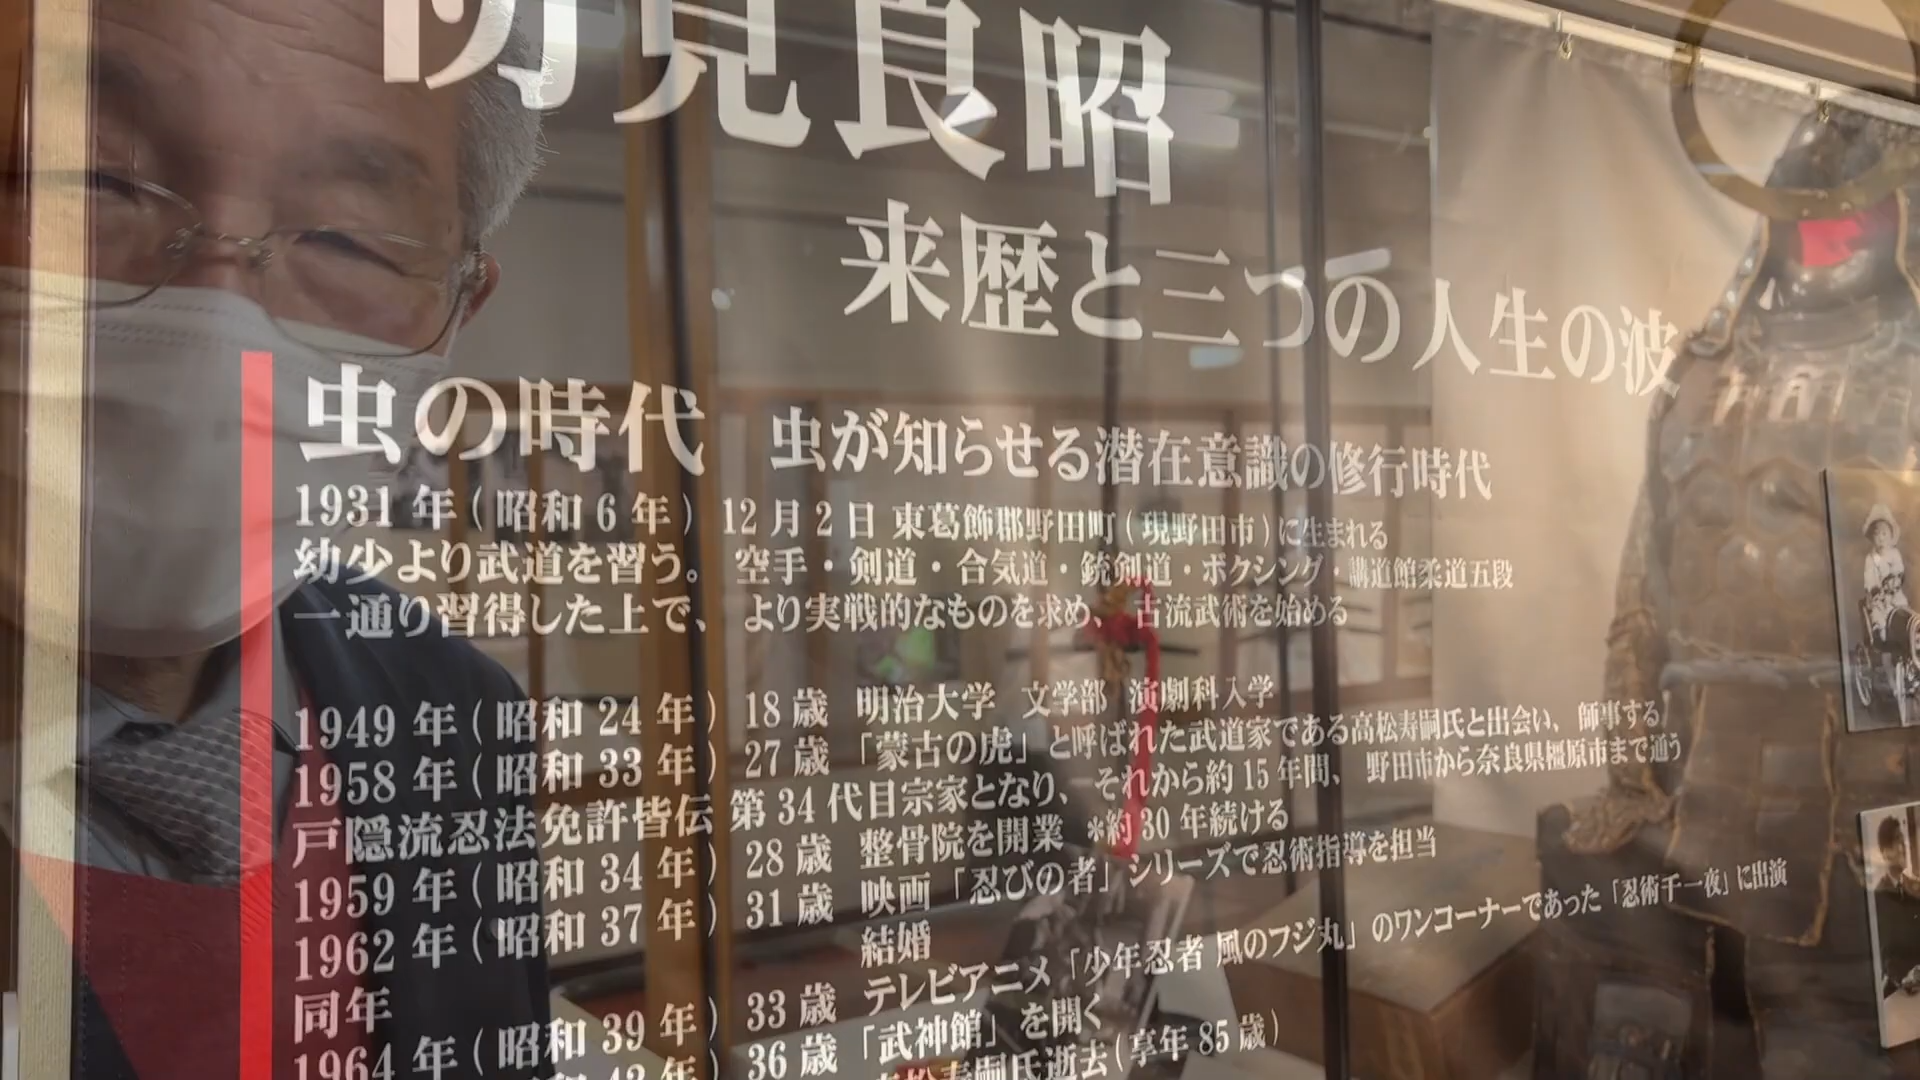 初見良昭
来歴と三つの人生の波
虫の時代 虫が知らせる潜在意識の修行時代
1931年(昭和6年) 12月2日 東葛飾郡野田町(現野田市)に生まれる
幼少より武道を習う。 空手・剣道・合気道・銃剣道・ボクシング・講道館柔道五段
一通り習得した上で、より実戦的なものを求め、古流武術を始める
1949年(昭和24年) 18歳 明治大学 文学部 演劇科入学
1958年(昭和33年) 27歳 「蒙古の虎」と呼ばれた武道家である高松寿嗣氏と出会い、師事する
戸隠流忍法免許皆伝 第34代目宗家となり、それから約15年間、野田市から奈良県橿原市まで通う
1959年(昭和34年) 28歳 整骨院を開業 *約30年続ける
1962年(昭和37年) 31歳 映画「忍びの者」シリーズで忍術指導を担当
同年 結婚
1964年(昭和39年) 33歳 テレビアニメ「少年忍者 風のフジ丸」のワンコーナーであった「忍術千一夜」に出演
36歳 「武神館」を開く
高松寿嗣氏逝去(享年85歳)